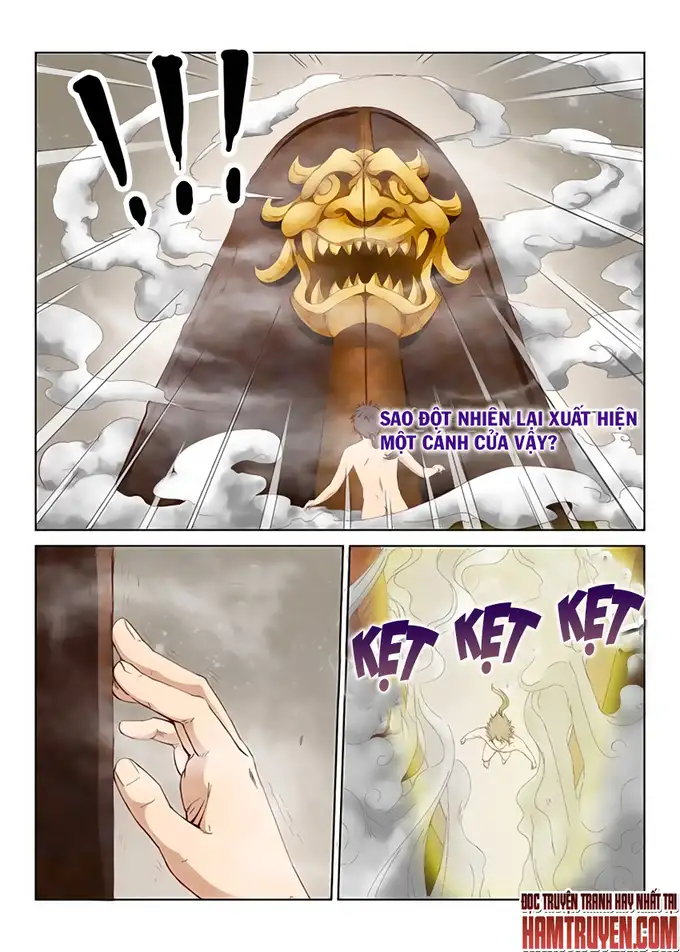 !!!
SAO ĐỘT NHIÊN LẠI XUẤT HIỆN
MỘT CÁNH CỬA VẬY?
KẸT KẸT KẸT
ĐỌC TRUYỆN TRANH HAY NHẤT TẠI
HAMTRUYEN.COM